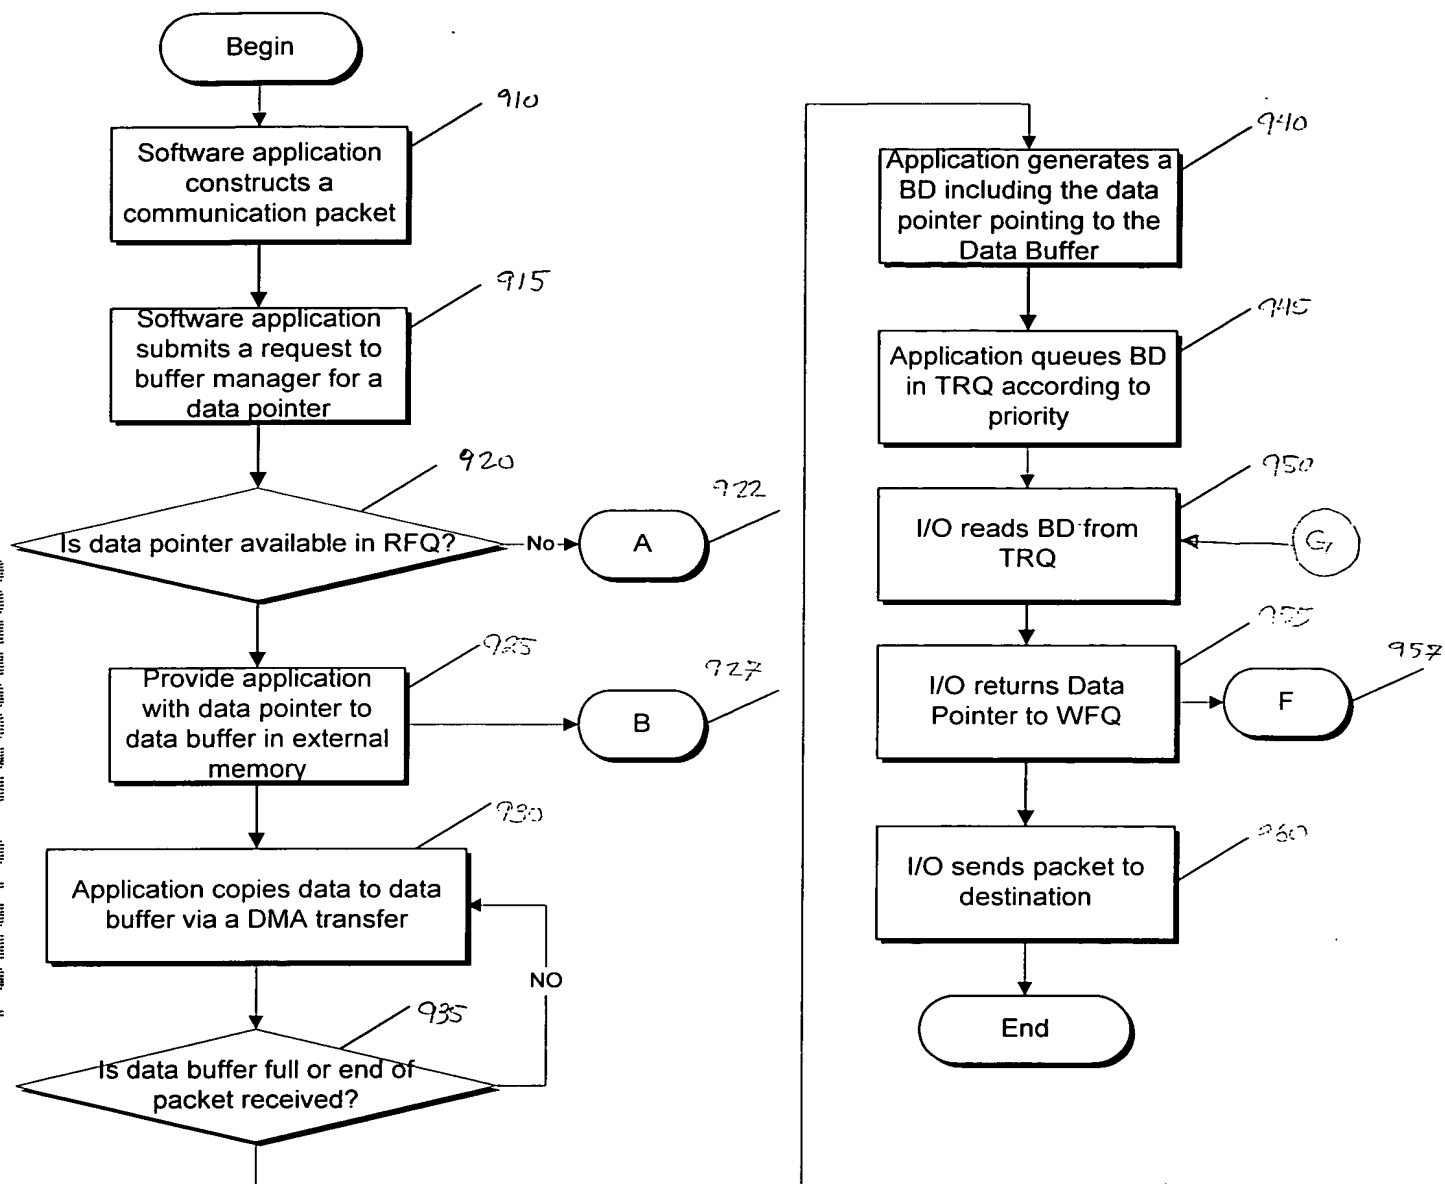 Begin
910
Software application
constructs a
communication packet
915
Software application
submits a request to
buffer manager for a
data pointer
920
Is data pointer available in RFQ?
No
A
922
925
Provide application
with data pointer to
data buffer in external
memory
B
927
930
Application copies data to data
buffer via a DMA transfer
NO
935
Is data buffer full or end of
packet received?
940
Application generates a
BD including the data
pointer pointing to the
Data Buffer
945
Application queues BD
in TRQ according to
priority
950
I/O reads BD from
TRQ
G
955
I/O returns Data
Pointer to WFQ
F
957
960
I/O sends packet to
destination
End